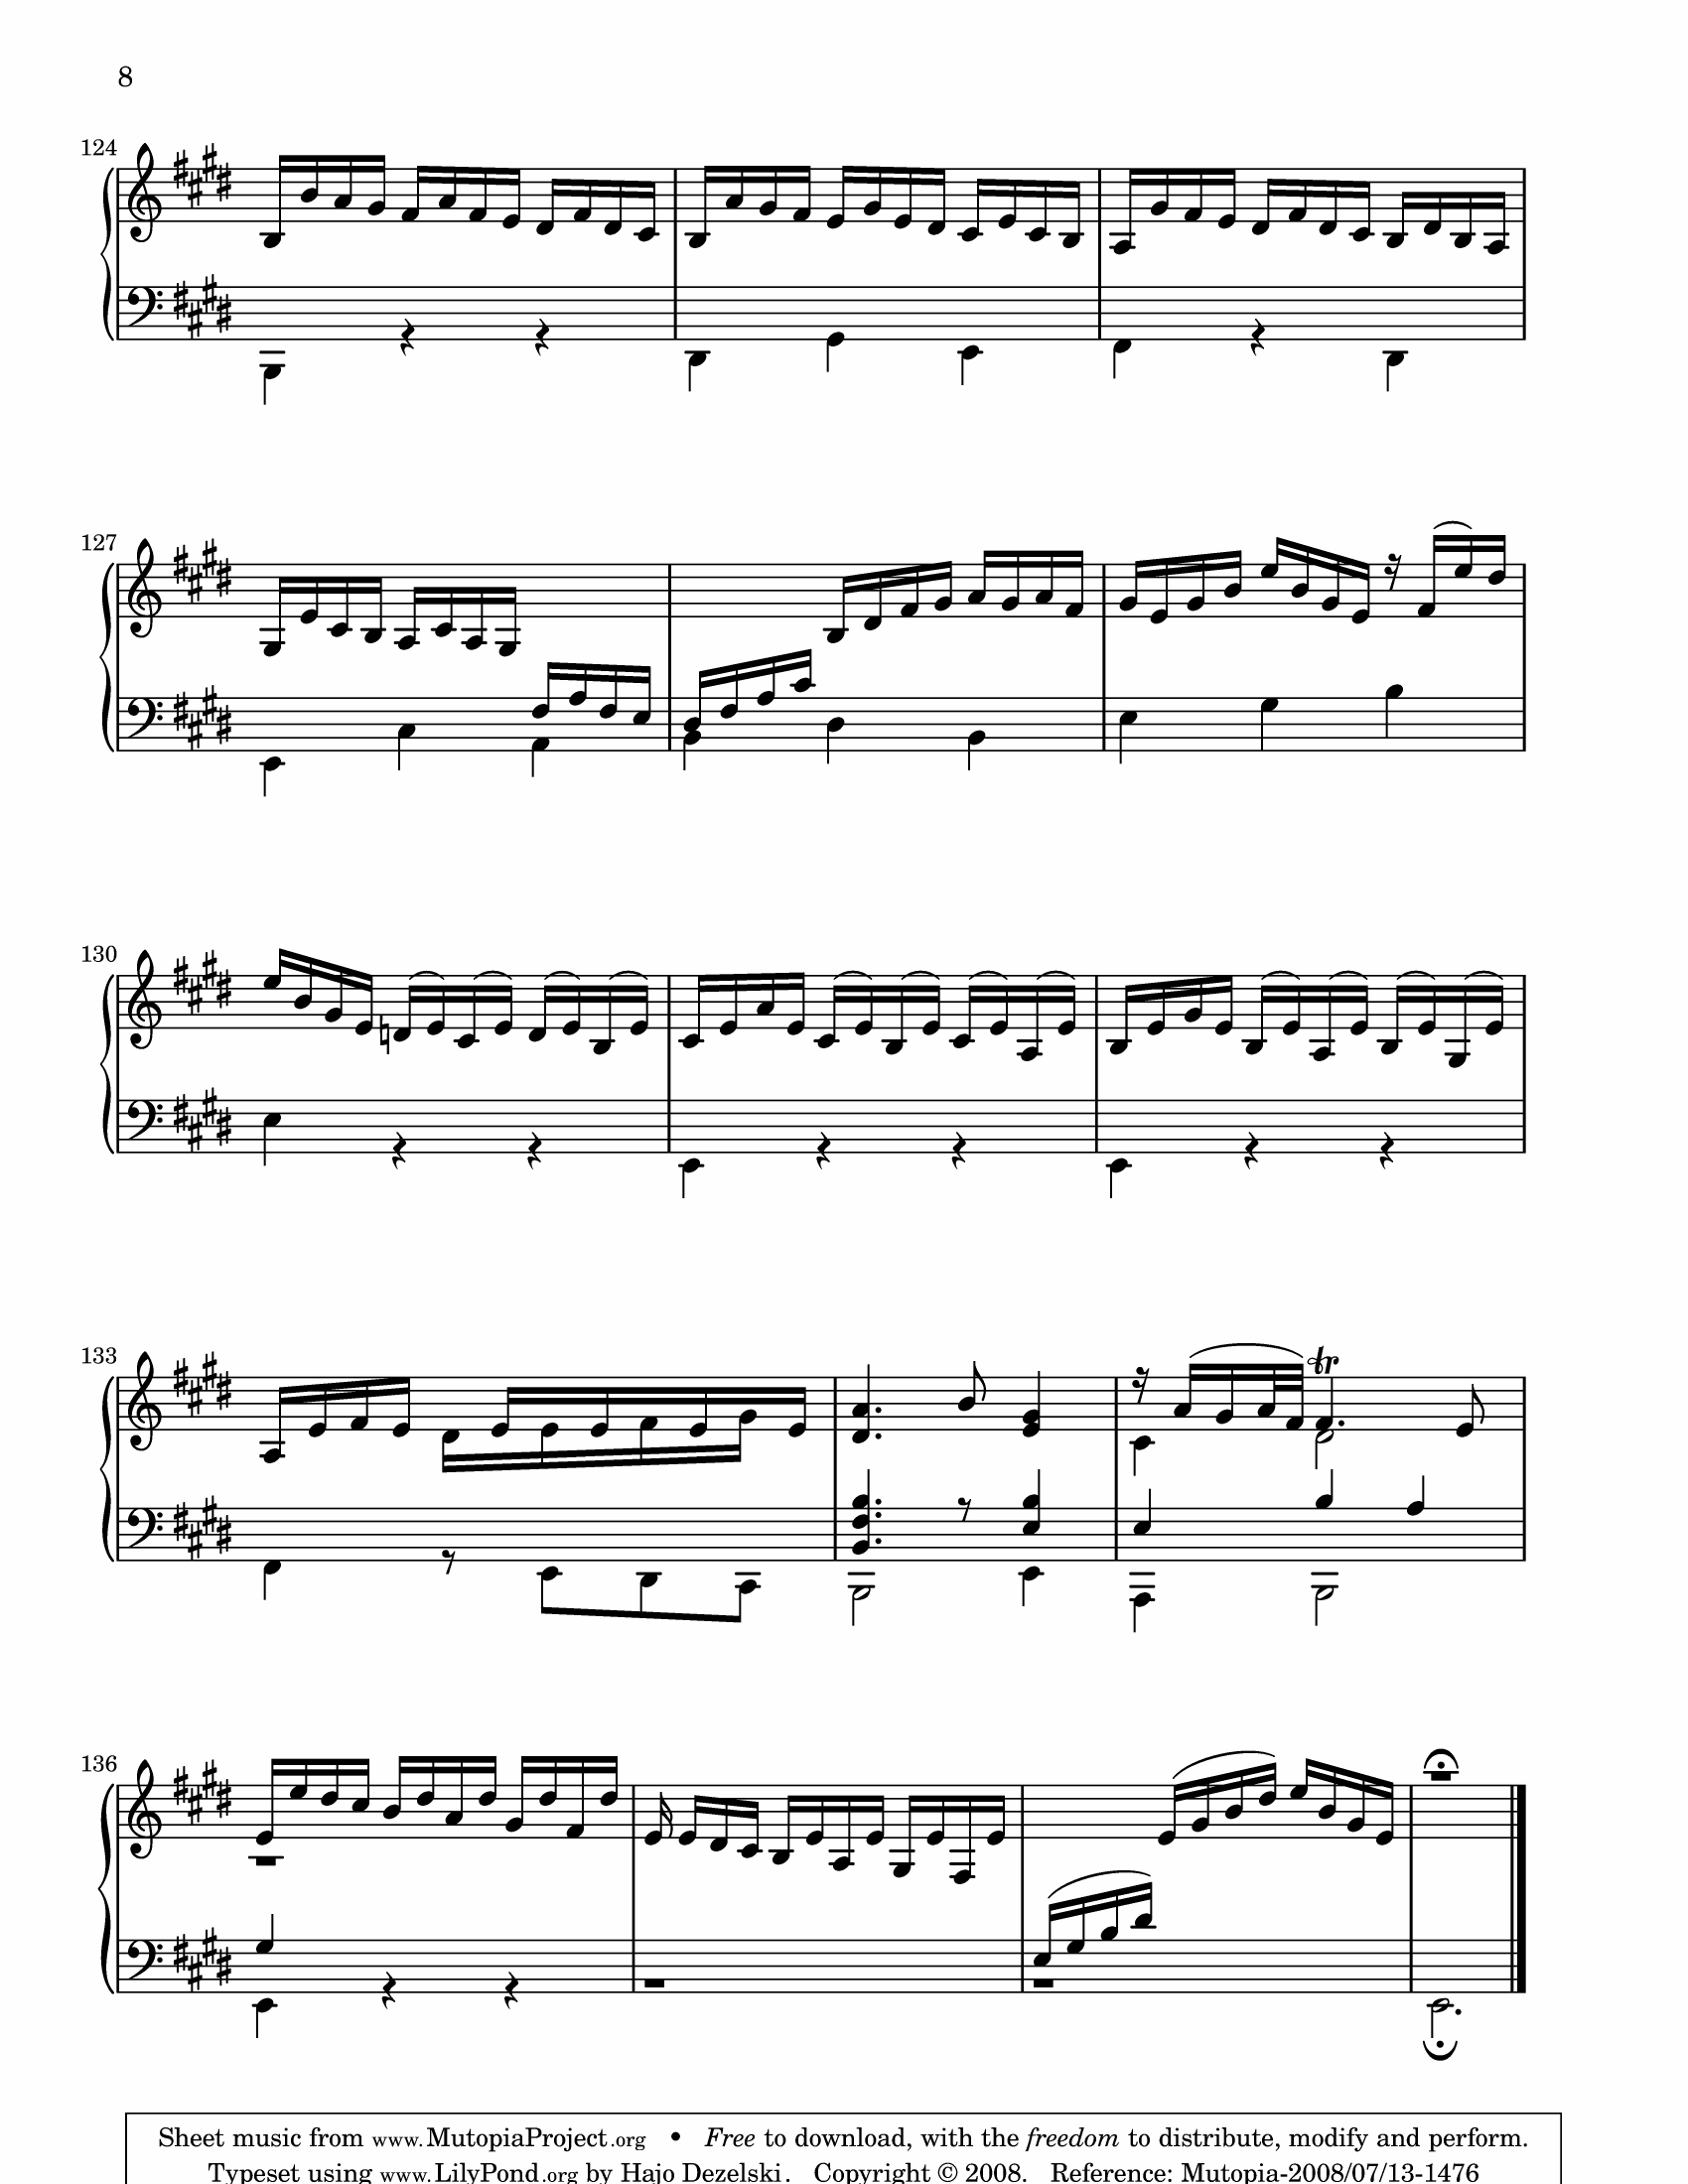 8
124
127
130
133
tr
136
Sheet music from www.MutopiaProject.org • Free to download, with the freedom to distribute, modify and perform.
Typeset using www.LilyPond.org by Hajo Dezelski. Copyright © 2008. Reference: Mutopia-2008/07/13-1476